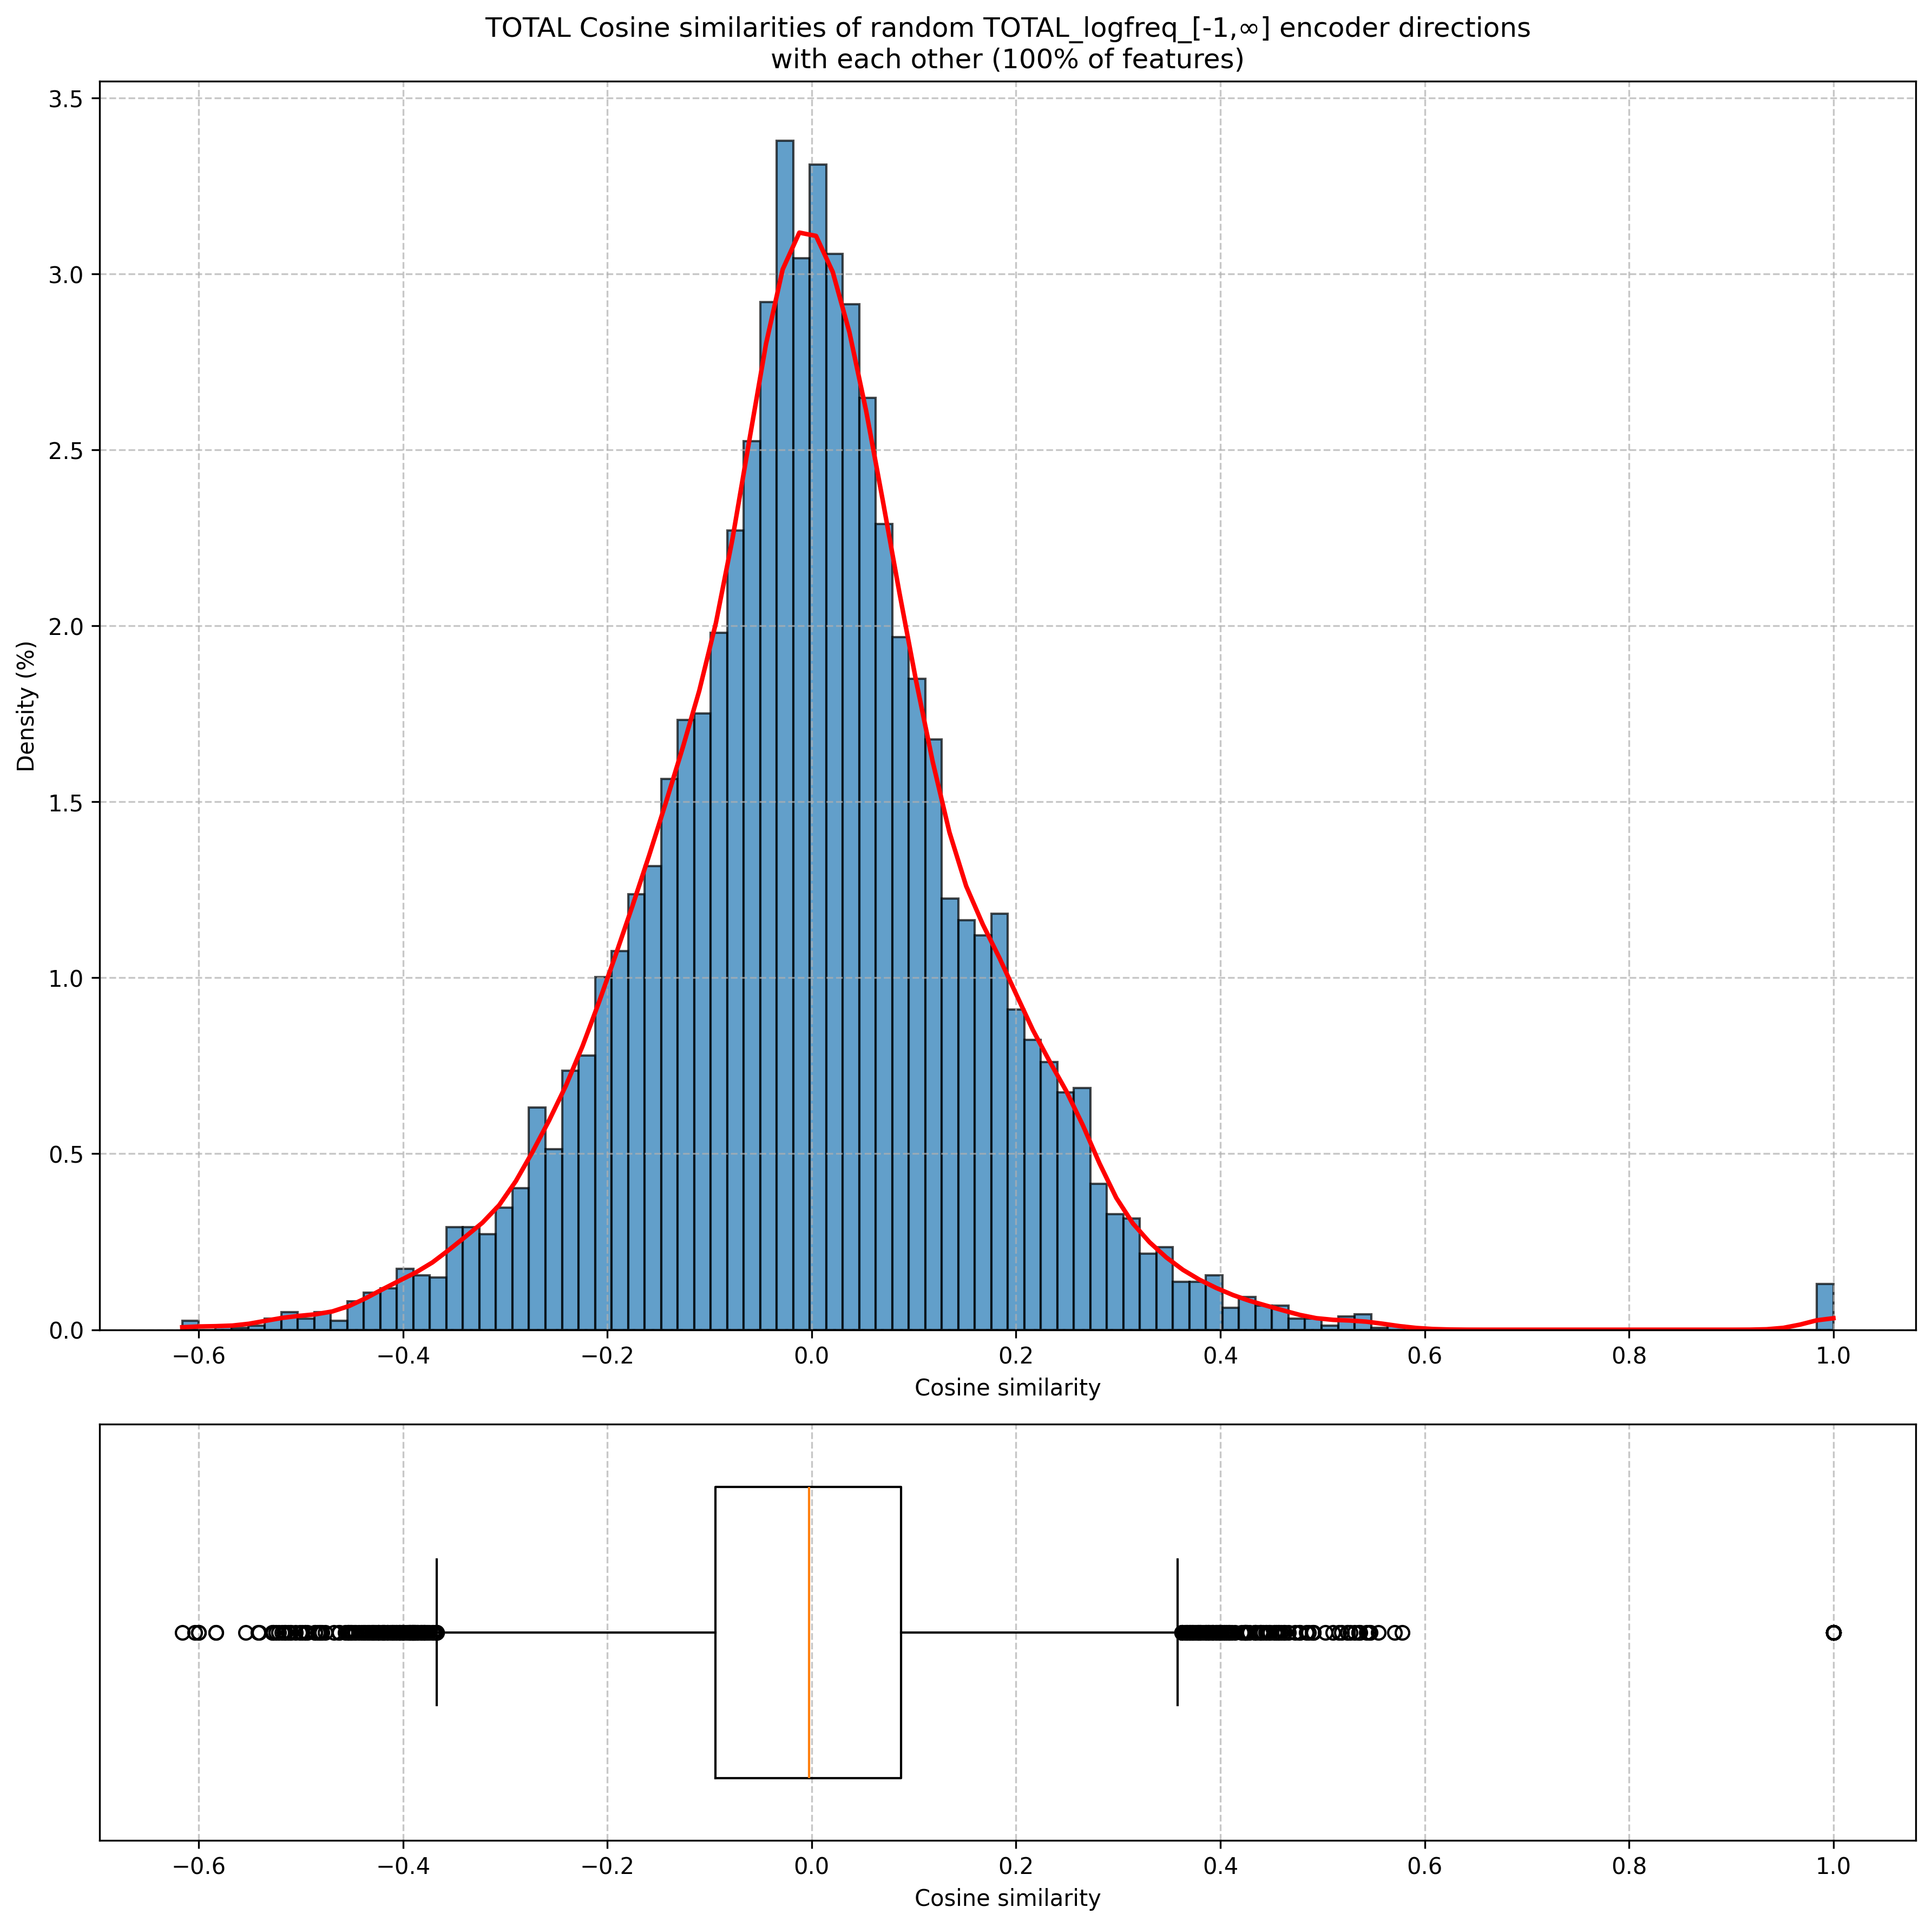 TOTAL Cosine similarities of random TOTAL_logfreq_[-1,∞] encoder directions
with each other (100% of features)
3.5
3.0
2.5
2.0
1.5
1.0
0.5
0.0
Density (%)
−0.6 −0.4 −0.2 0.0 0.2 0.4 0.6 0.8 1.0
Cosine similarity
−0.6 −0.4 −0.2 0.0 0.2 0.4 0.6 0.8 1.0
Cosine similarity